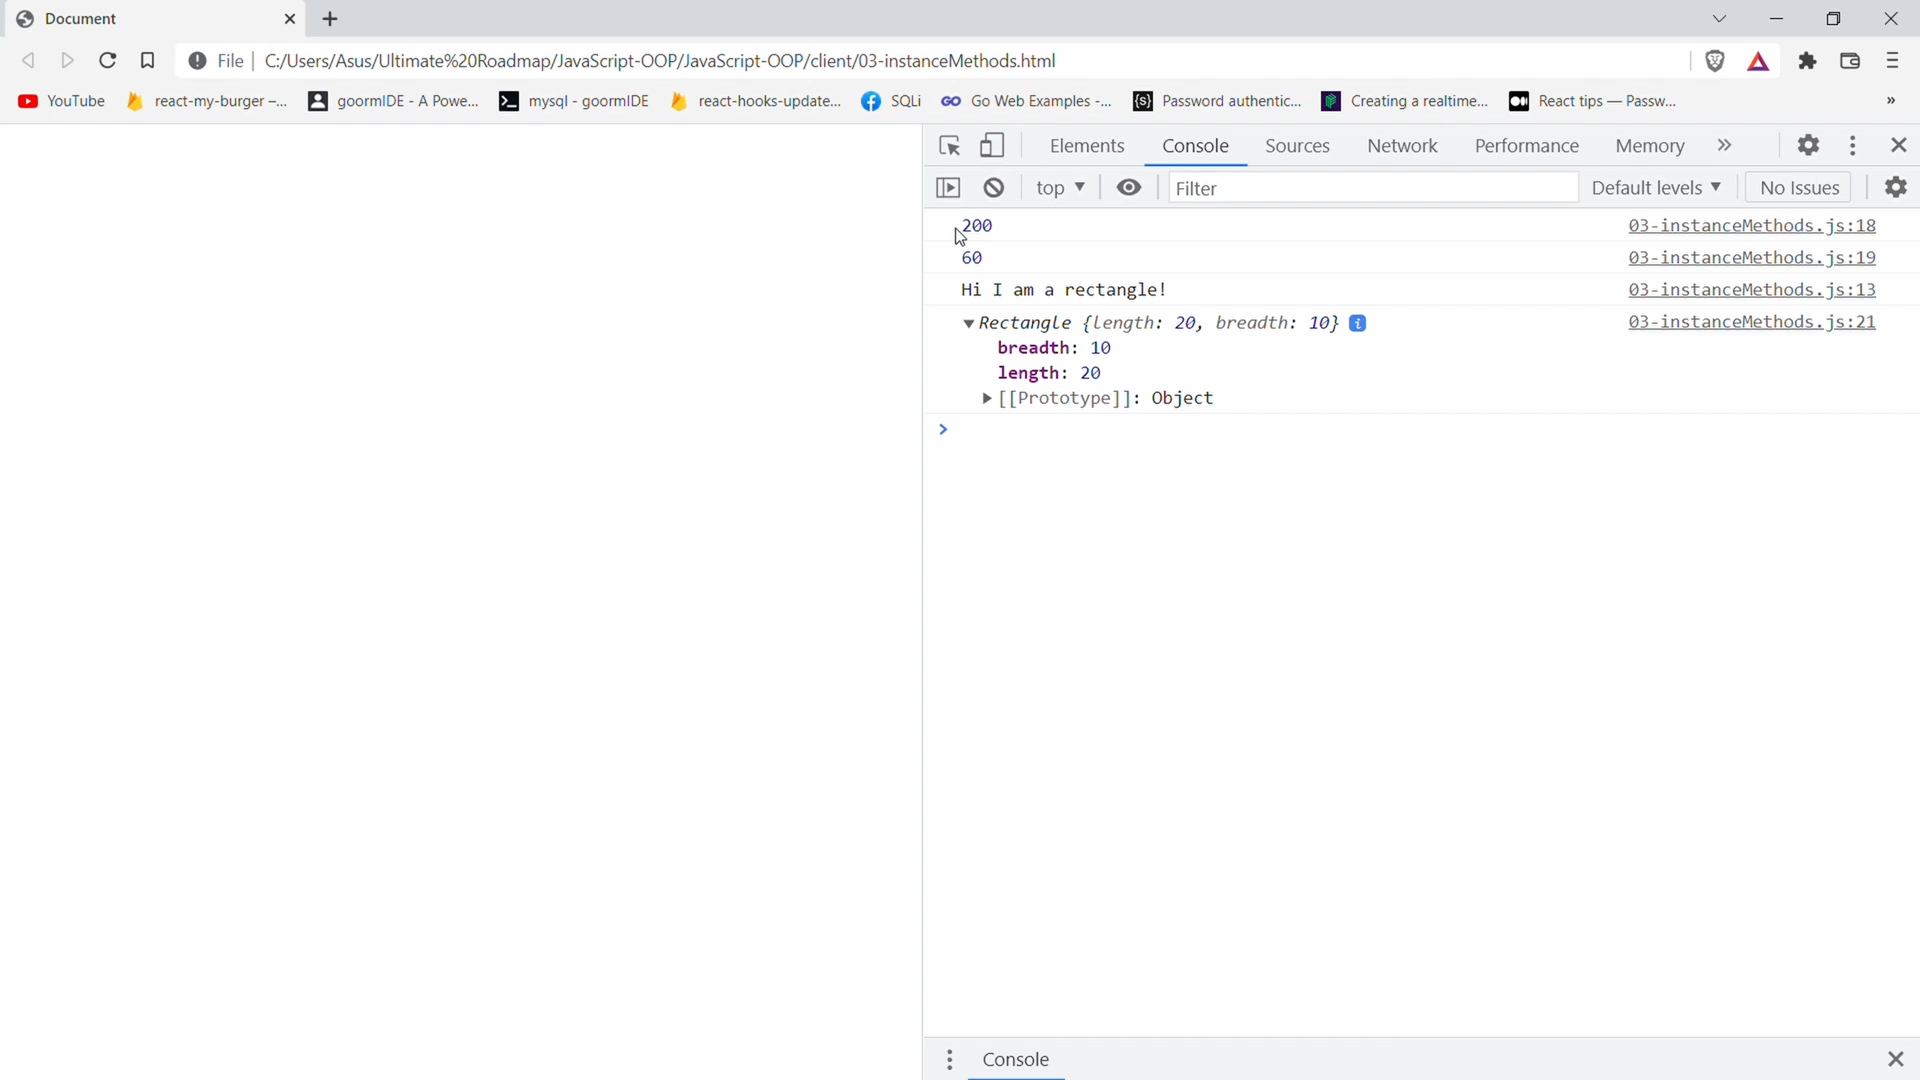 Document
File C:/Users/Asus/Ultimate%20Roadmap/JavaScript-OOP/JavaScript-OOP/client/03-instanceMethods.html
YouTube react-my-burger –... goormIDE - A Powe... mysql - goormIDE react-hooks-update... SQLi GO Go Web Examples -... {s} Password authentic... Creating a realtime... React tips — Passw... »
Elements Console Sources Network Performance Memory »
top Filter Default levels No Issues
200 03-instanceMethods.js:18
60 03-instanceMethods.js:19
Hi I am a rectangle! 03-instanceMethods.js:13
Rectangle {length: 20, breadth: 10} i 03-instanceMethods.js:21
breadth: 10
length: 20
[[Prototype]]: Object
>
Console